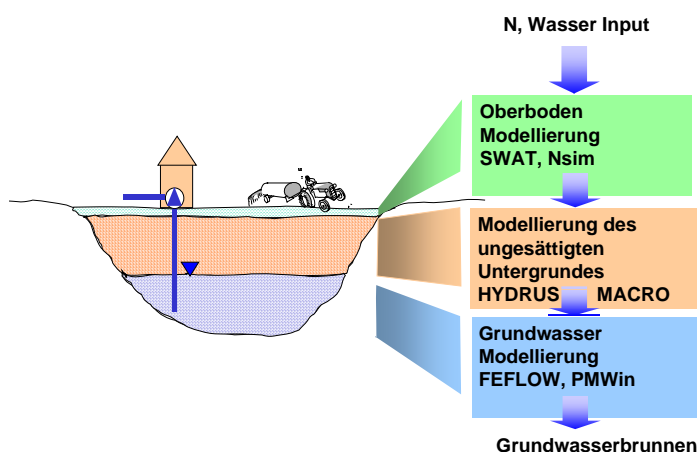 N, Wasser Input
Oberboden
Modellierung
SWAT, Nsim
Modellierung des
ungesättigten
Untergrundes
HYDRUS MACRO
Grundwasser
Modellierung
FEFLOW, PMWin
Grundwasserbrunnen